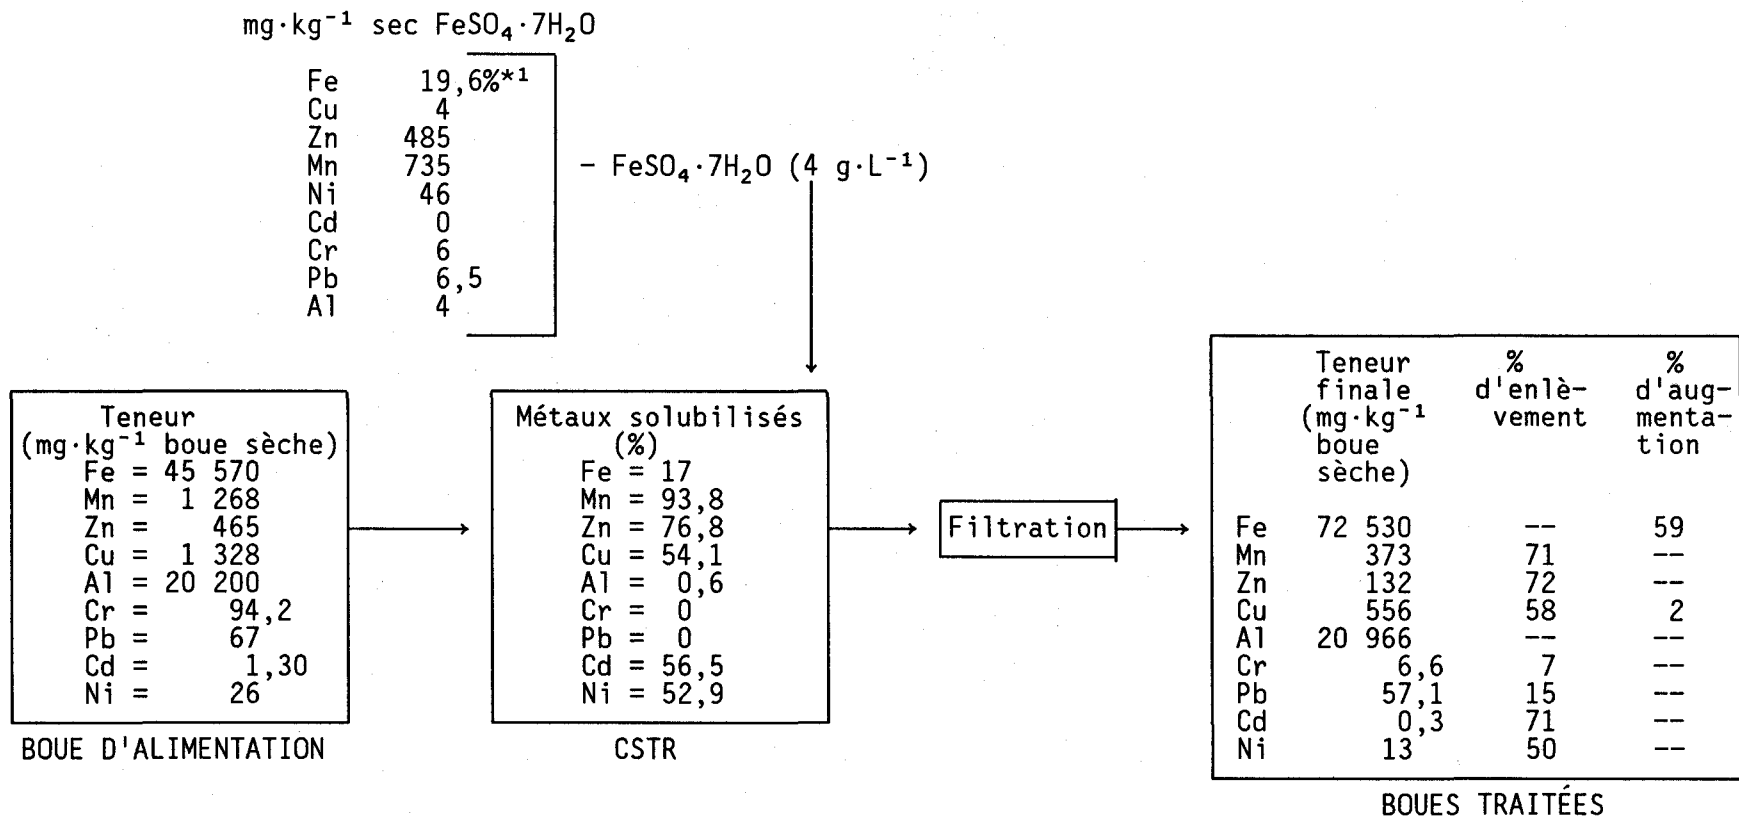 mg·kg⁻¹ sec FeSO₄·7H₂O
Fe 19,6%*¹
Cu 4
Zn 485
Mn 735
Ni 46
Cd 0
Cr 6
Pb 6,5
Al 4
– FeSO₄·7H₂O (4 g·L⁻¹)
Teneur
(mg·kg⁻¹ boue sèche)
Fe = 45 570
Mn = 1 268
Zn = 465
Cu = 1 328
Al = 20 200
Cr = 94,2
Pb = 67
Cd = 1,30
Ni = 26
BOUE D'ALIMENTATION
Métaux solubilisés
(%)
Fe = 17
Mn = 93,8
Zn = 76,8
Cu = 54,1
Al = 0,6
Cr = 0
Pb = 0
Cd = 56,5
Ni = 52,9
CSTR
Filtration
Teneur % %
finale d'enlè- d'aug-
(mg·kg⁻¹ vement menta-
boue tion
sèche)
Fe 72 530 -- 59
Mn 373 71 --
Zn 132 72 --
Cu 556 58 2
Al 20 966 -- --
Cr 6,6 7 --
Pb 57,1 15 --
Cd 0,3 71 --
Ni 13 50 --
BOUES TRAITÉES